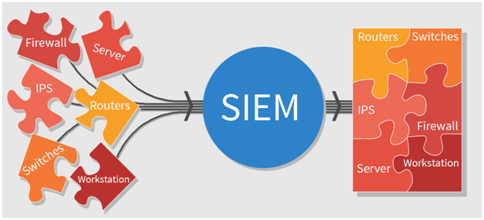 Firewall
Server
IPS
Routers
Switches
Workstation
SIEM
Routers
Switches
IPS
Firewall
Server
Workstation